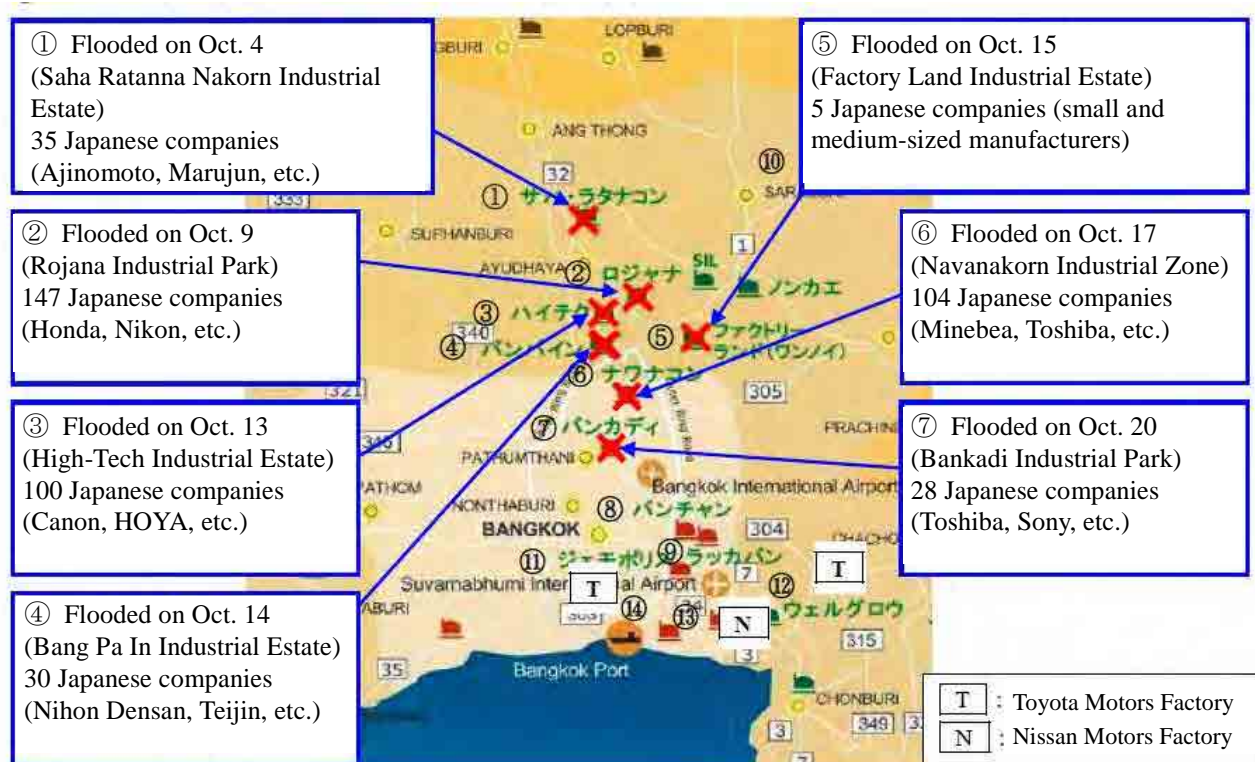 ① Flooded on Oct. 4
(Saha Ratanna Nakorn Industrial
Estate)
35 Japanese companies
(Ajinomoto, Marujun, etc.)
② Flooded on Oct. 9
(Rojana Industrial Park)
147 Japanese companies
(Honda, Nikon, etc.)
③ Flooded on Oct. 13
(High-Tech Industrial Estate)
100 Japanese companies
(Canon, HOYA, etc.)
④ Flooded on Oct. 14
(Bang Pa In Industrial Estate)
30 Japanese companies
(Nihon Densan, Teijin, etc.)
⑤ Flooded on Oct. 15
(Factory Land Industrial Estate)
5 Japanese companies (small and
medium-sized manufacturers)
⑥ Flooded on Oct. 17
(Navanakorn Industrial Zone)
104 Japanese companies
(Minebea, Toshiba, etc.)
⑦ Flooded on Oct. 20
(Bankadi Industrial Park)
28 Japanese companies
(Toshiba, Sony, etc.)
LOPBURI
GBURI
ANG THONG
⑩
32
333
① サハ・ラタナコン
SAR
SUPHANBURI
1
AYUDHAYA ② ロジャナ
SIL
ノンカエ
③ ハイテク
340
④ バンパイン
⑤ ファクトリー
ランド(ワンノイ)
⑥ ナワナコン
321
305
⑦ バンカディ
PRACHIN
PATHUMTHANI
ATHOM
Bangkok International Airport
NONTHABURI
⑧ バンチャン
BANGKOK
304
CHACHO
⑪ ジェモポリス
⑨ ラッカバン
7
T
Suvarnabhumi International Airport
T
⑫ ウェルグロウ
ABURI
⑭
⑬
34
N
315
3
35
Bangkok Port
CHONBURI
349
3
7
T : Toyota Motors Factory
N : Nissan Motors Factory